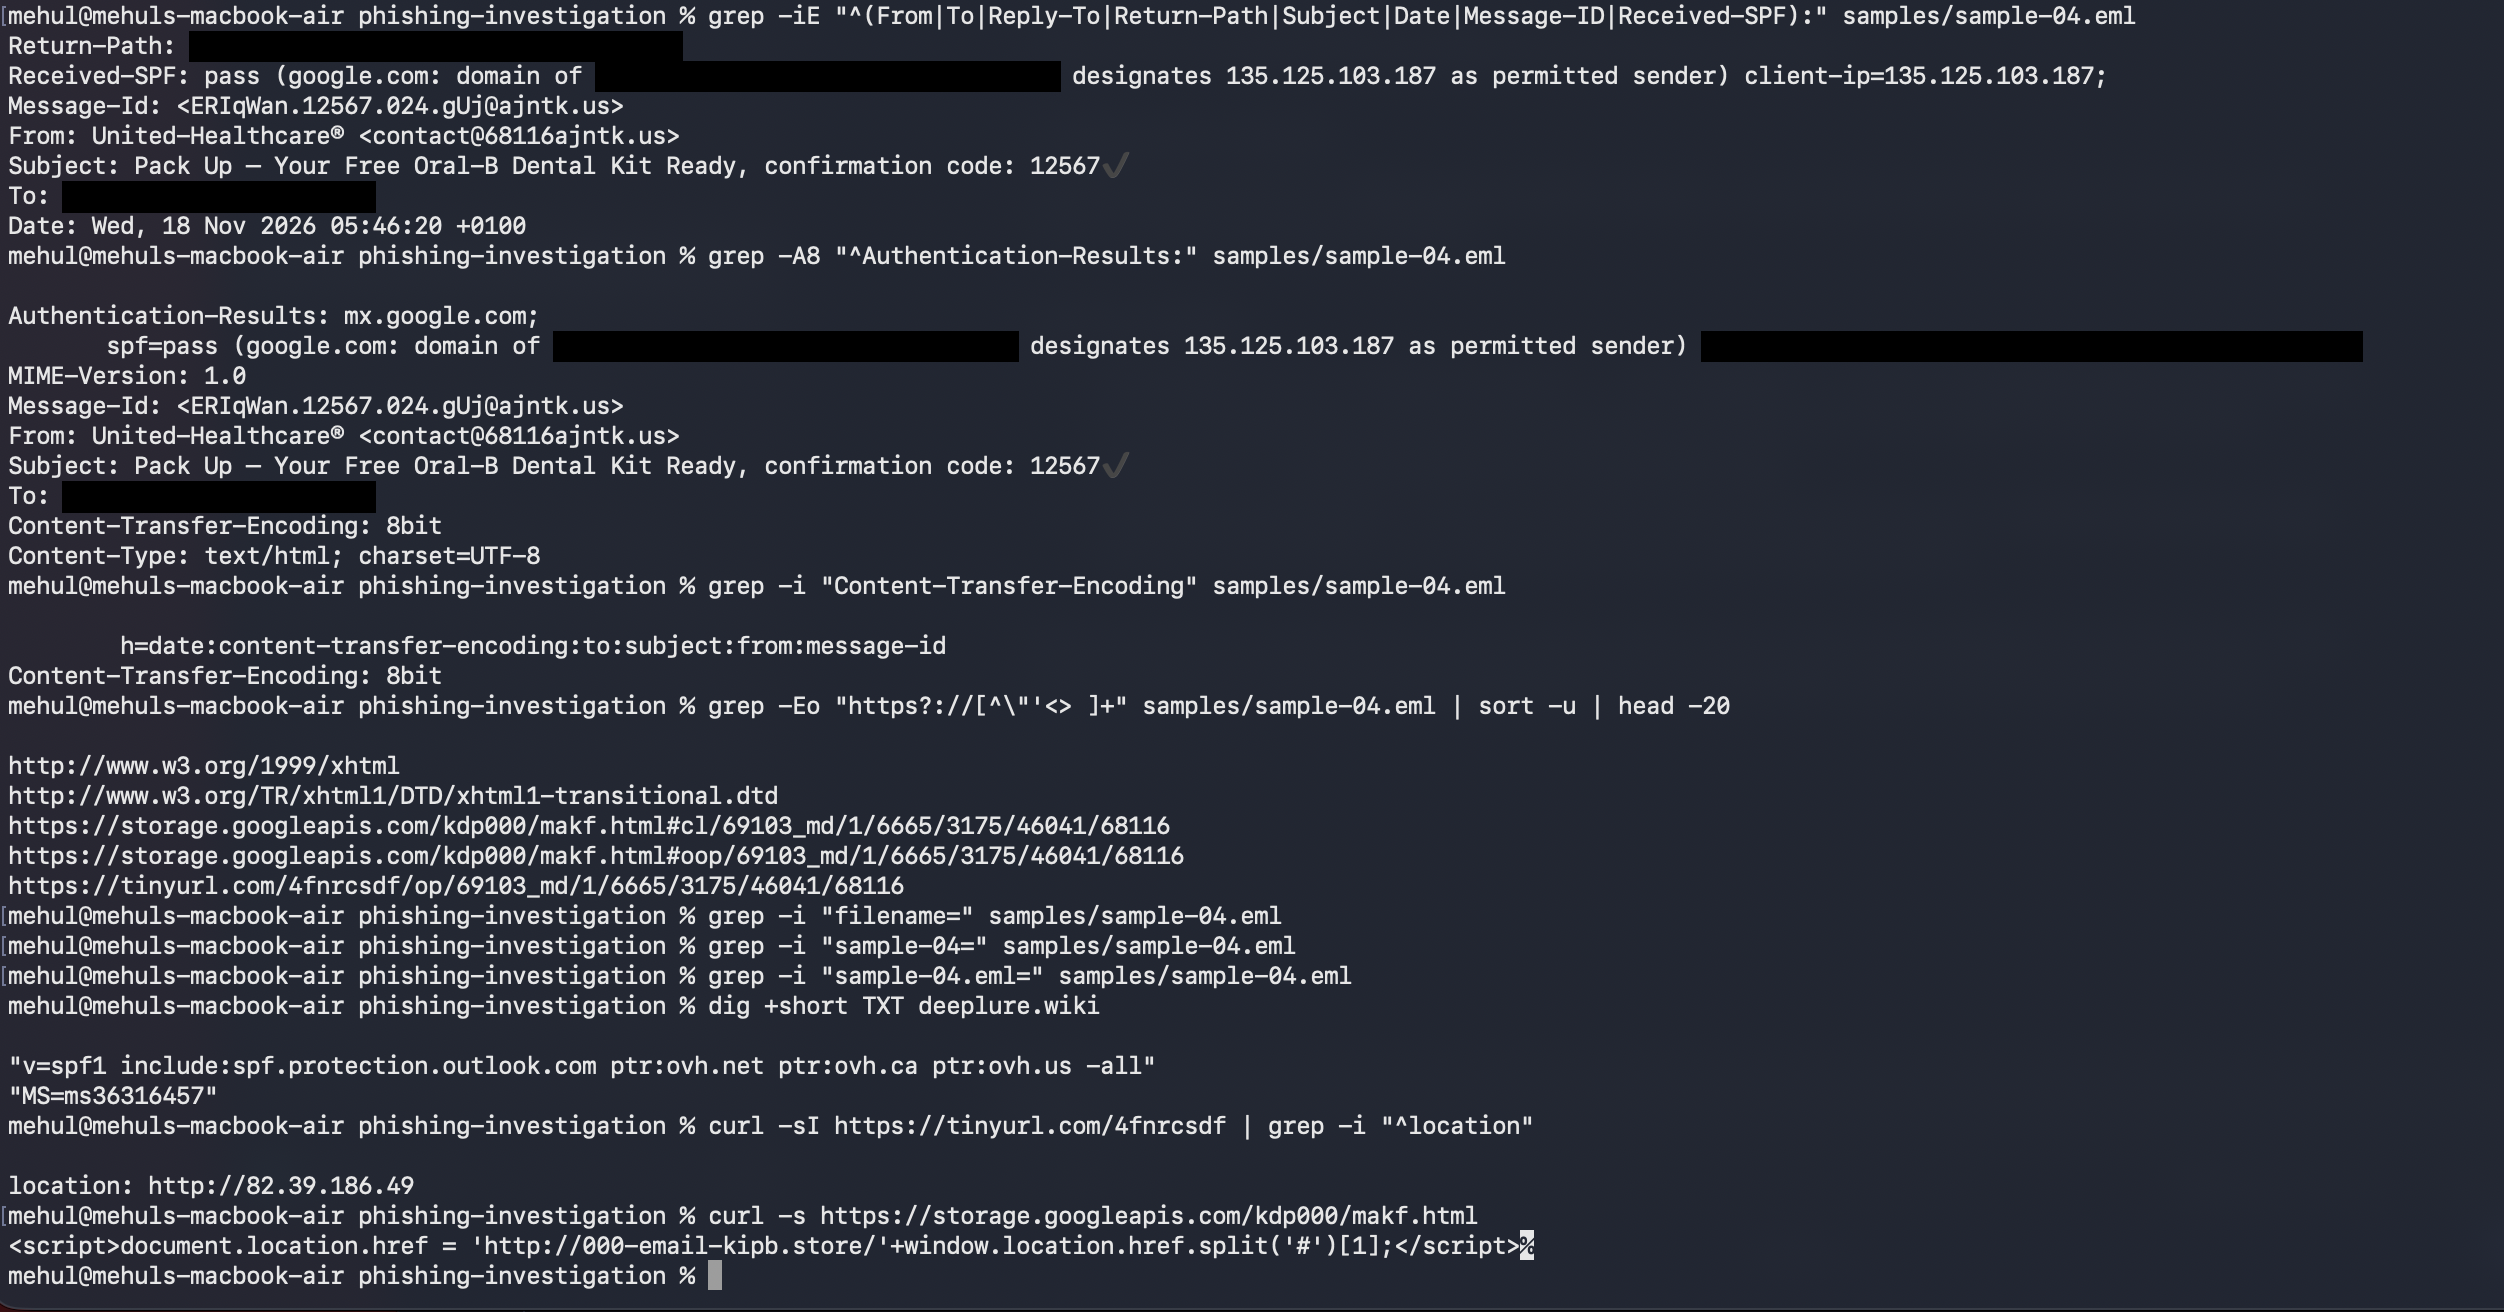 [mehul@mehuls-macbook-air phishing-investigation % grep -iE "^(From|To|Reply-To|Return-Path|Subject|Date|Message-ID|Received-SPF):" samples/sample-04.eml
Return-Path:
Received-SPF: pass (google.com: domain of designates 135.125.103.187 as permitted sender) client-ip=135.125.103.187;
Message-Id: <ERIqWan.12567.024.gUj@ajntk.us>
From: United-Healthcare® <contact@68116ajntk.us>
Subject: Pack Up – Your Free Oral-B Dental Kit Ready, confirmation code: 12567✔
To:
Date: Wed, 18 Nov 2026 05:46:20 +0100
mehul@mehuls-macbook-air phishing-investigation % grep -A8 "^Authentication-Results:" samples/sample-04.eml
Authentication-Results: mx.google.com;
spf=pass (google.com: domain of designates 135.125.103.187 as permitted sender)
MIME-Version: 1.0
Message-Id: <ERIqWan.12567.024.gUj@ajntk.us>
From: United-Healthcare® <contact@68116ajntk.us>
Subject: Pack Up – Your Free Oral-B Dental Kit Ready, confirmation code: 12567✔
To:
Content-Transfer-Encoding: 8bit
Content-Type: text/html; charset=UTF-8
mehul@mehuls-macbook-air phishing-investigation % grep -i "Content-Transfer-Encoding" samples/sample-04.eml
h=date:content-transfer-encoding:to:subject:from:message-id
Content-Transfer-Encoding: 8bit
mehul@mehuls-macbook-air phishing-investigation % grep -Eo "https?://[^\"'<> ]+" samples/sample-04.eml | sort -u | head -20
http://www.w3.org/1999/xhtml
http://www.w3.org/TR/xhtml1/DTD/xhtml1-transitional.dtd
https://storage.googleapis.com/kdp000/makf.html#cl/69103_md/1/6665/3175/46041/68116
https://storage.googleapis.com/kdp000/makf.html#oop/69103_md/1/6665/3175/46041/68116
https://tinyurl.com/4fnrcsdf/op/69103_md/1/6665/3175/46041/68116
[mehul@mehuls-macbook-air phishing-investigation % grep -i "filename=" samples/sample-04.eml
[mehul@mehuls-macbook-air phishing-investigation % grep -i "sample-04=" samples/sample-04.eml
[mehul@mehuls-macbook-air phishing-investigation % grep -i "sample-04.eml=" samples/sample-04.eml
mehul@mehuls-macbook-air phishing-investigation % dig +short TXT deeplure.wiki
"v=spf1 include:spf.protection.outlook.com ptr:ovh.net ptr:ovh.ca ptr:ovh.us -all"
"MS=ms36316457"
mehul@mehuls-macbook-air phishing-investigation % curl -sI https://tinyurl.com/4fnrcsdf | grep -i "^location"
location: http://82.39.186.49
[mehul@mehuls-macbook-air phishing-investigation % curl -s https://storage.googleapis.com/kdp000/makf.html
<script>document.location.href = 'http://000-email-kipb.store/'+window.location.href.split('#')[1];</script>%
mehul@mehuls-macbook-air phishing-investigation %